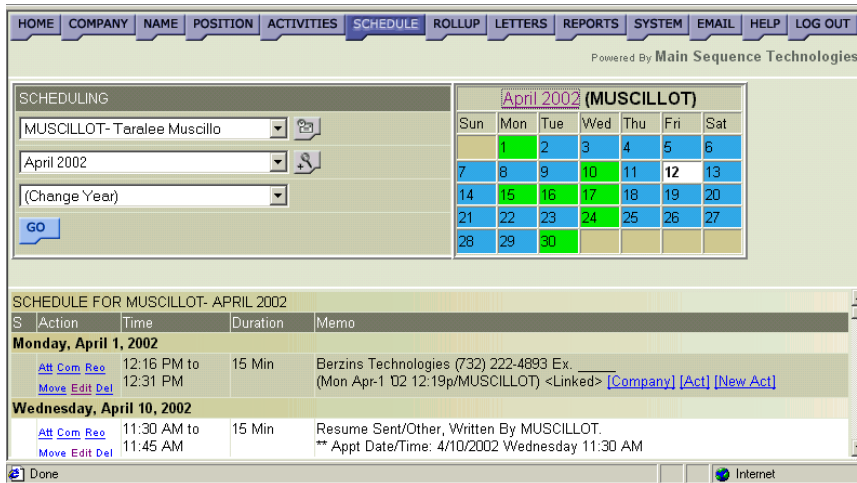 HOME COMPANY NAME POSITION ACTIVITIES SCHEDULE ROLLUP LETTERS REPORTS SYSTEM EMAIL HELP LOG OUT
Powered By Main Sequence Technologies
SCHEDULING
MUSCILLOT- Taralee Muscillo
April 2002
(Change Year)
GO
April 2002 (MUSCILLOT)
Sun Mon Tue Wed Thu Fri Sat
1 2 3 4 5 6
7 8 9 10 11 12 13
14 15 16 17 18 19 20
21 22 23 24 25 26 27
28 29 30
SCHEDULE FOR MUSCILLOT- APRIL 2002
S Action Time Duration Memo
Monday, April 1, 2002
Att Com Reo 12:16 PM to 15 Min Berzins Technologies (732) 222-4893 Ex. _____
Move Edit Del 12:31 PM (Mon Apr-1 '02 12:19p/MUSCILLOT) <Linked> [Company] [Act] [New Act]
Wednesday, April 10, 2002
Att Com Reo 11:30 AM to 15 Min Resume Sent/Other, Written By MUSCILLOT.
Move Edit Del 11:45 AM ** Appt Date/Time: 4/10/2002 Wednesday 11:30 AM
Done Internet